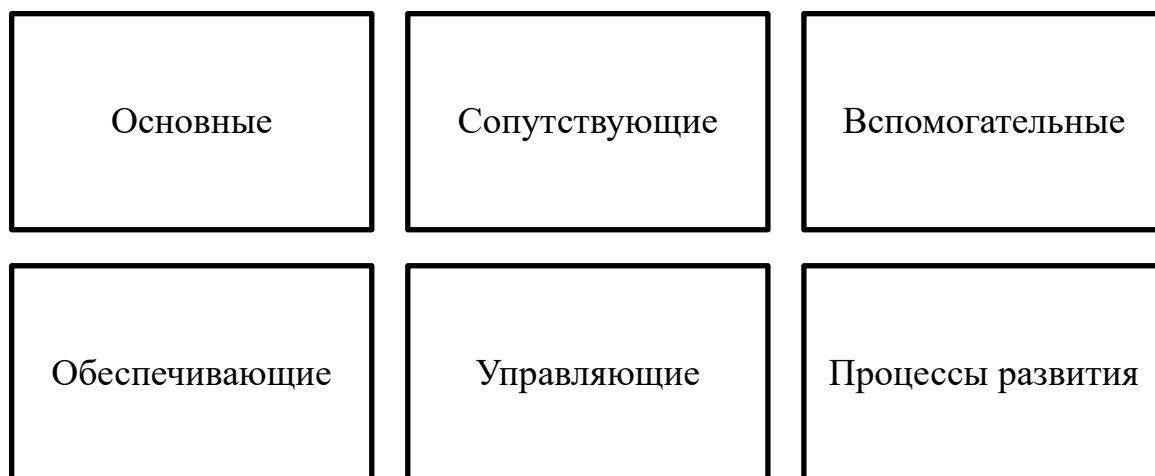 Основные
Сопутствующие
Вспомогательные
Обеспечивающие
Управляющие
Процессы развития